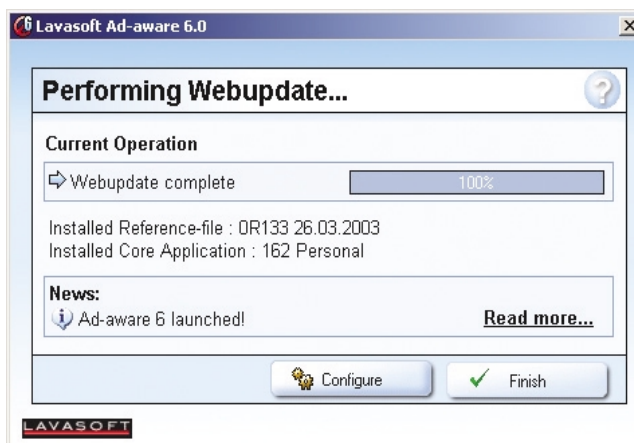 Lavasoft Ad-aware 6.0
Performing Webupdate...
Current Operation
Webupdate complete
100%
Installed Reference-file : 0R133 26.03.2003
Installed Core Application : 162 Personal
News:
Ad-aware 6 launched!
Read more...
Configure
Finish
LAVASOFT